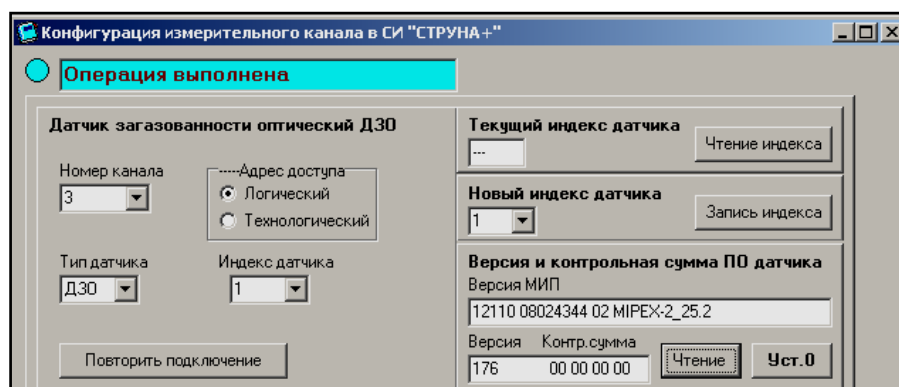 Конфигурация измерительного канала в СИ "СТРУНА+"
Операция выполнена
Датчик загазованности оптический ДЗО
Номер канала
3
----Адрес доступа
Логический
Технологический
Тип датчика
ДЗО
Индекс датчика
1
Повторить подключение
Текущий индекс датчика
---
Чтение индекса
Новый индекс датчика
1
Запись индекса
Версия и контрольная сумма ПО датчика
Версия МИП
12110 08024344 02 MIPEX-2_25.2
Версия Контр.сумма
176 00 00 00 00
Чтение
Уст.0